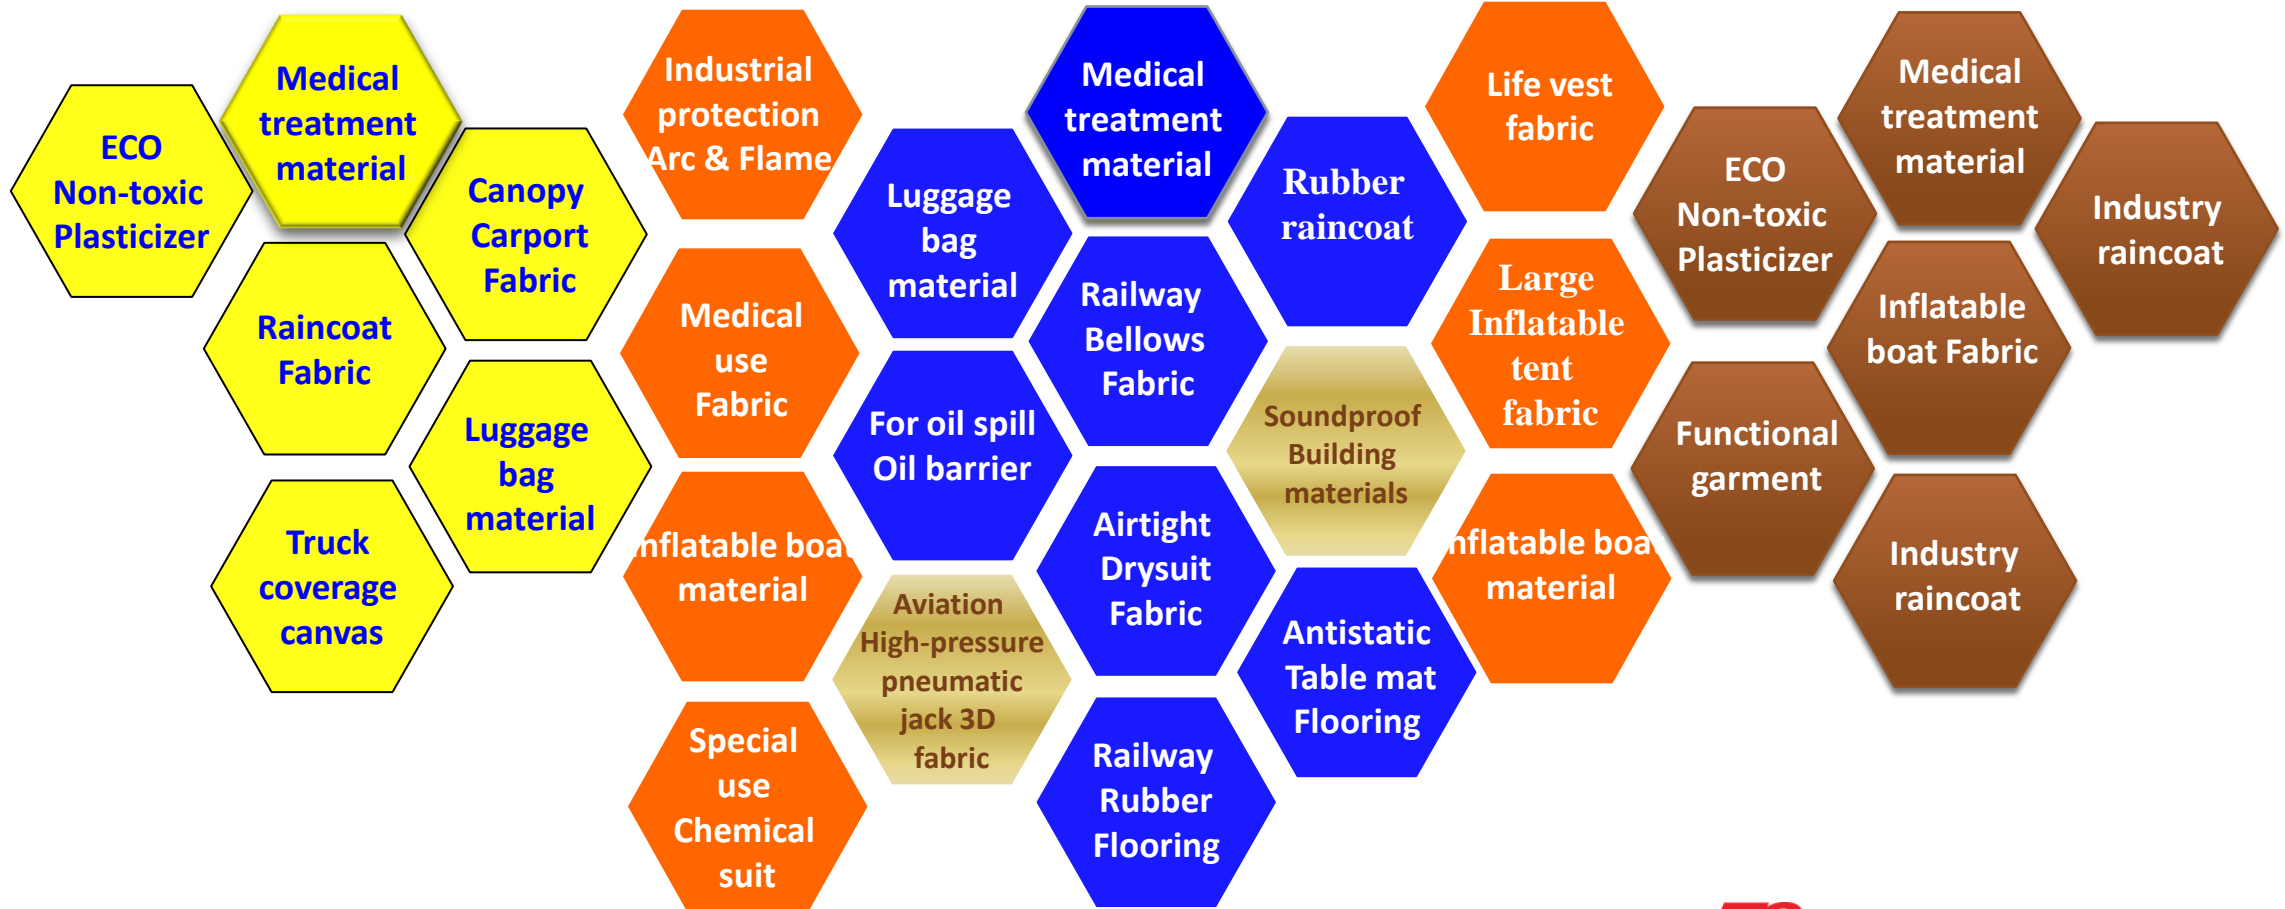 ECO
Non-toxic
Plasticizer
Medical
treatment
material
Canopy
Carport
Fabric
Raincoat
Fabric
Luggage
bag
material
Truck
coverage
canvas
Industrial
protection
Arc & Flame
Medical
use
Fabric
Inflatable boat
material
Special
use
Chemical
suit
Luggage
bag
material
For oil spill
Oil barrier
Aviation
High-pressure
pneumatic
jack 3D
fabric
Medical
treatment
material
Railway
Bellows
Fabric
Airtight
Drysuit
Fabric
Railway
Rubber
Flooring
Rubber
raincoat
Soundproof
Building
materials
Antistatic
Table mat
Flooring
Life vest
fabric
Large
Inflatable
tent
fabric
Inflatable boat
material
ECO
Non-toxic
Plasticizer
Functional
garment
Medical
treatment
material
Inflatable
boat Fabric
Industry
raincoat
Industry
raincoat